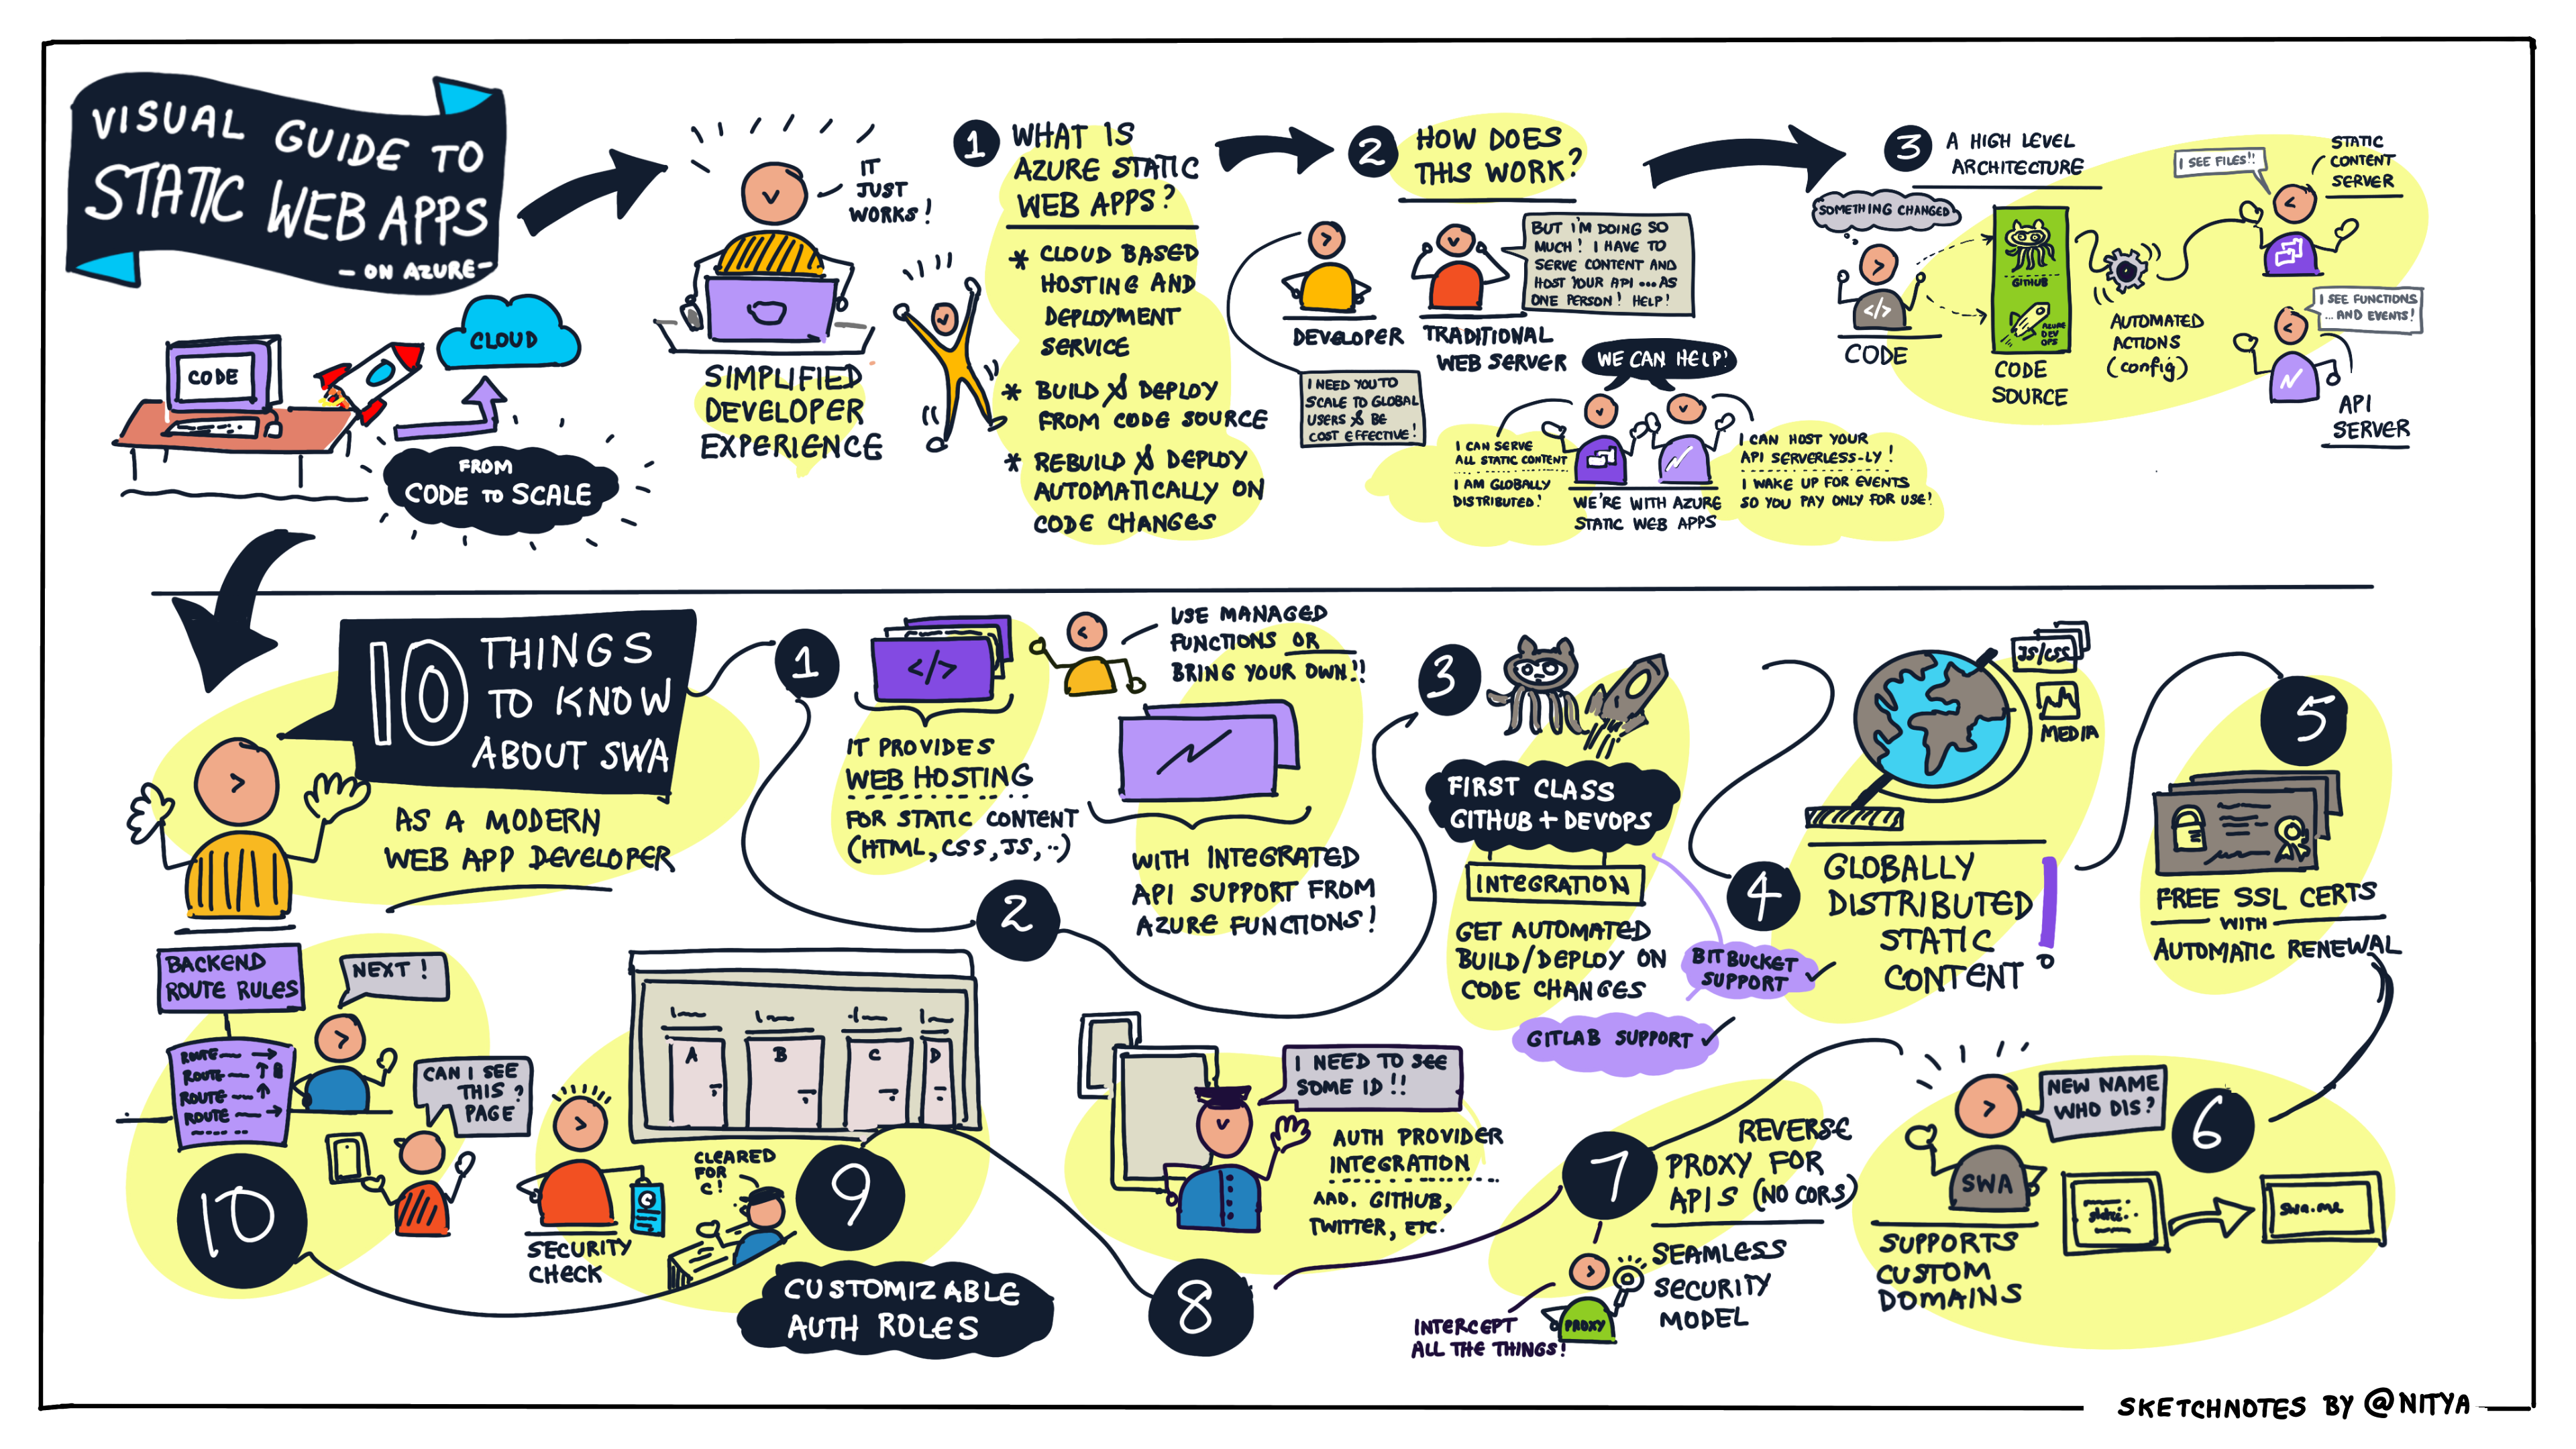 VISUAL GUIDE TO
STATIC WEB APPS
- ON AZURE -
CODE
CLOUD
FROM
CODE TO SCALE
IT
JUST
WORKS!
SIMPLIFIED
DEVELOPER
EXPERIENCE
1
WHAT IS
AZURE STATIC
WEB APPS?
* CLOUD BASED
HOSTING AND
DEPLOYMENT
SERVICE
* BUILD & DEPLOY
FROM CODE SOURCE
* REBUILD & DEPLOY
AUTOMATICALLY ON
CODE CHANGES
2
HOW DOES
THIS WORK?
DEVELOPER
TRADITIONAL
WEB SERVER
BUT I'M DOING SO
MUCH! I HAVE TO
SERVE CONTENT AND
HOST YOUR API ... AS
ONE PERSON! HELP!
I NEED YOU TO
SCALE TO GLOBAL
USERS & BE
COST EFFECTIVE!
WE CAN HELP!
I CAN SERVE
ALL STATIC CONTENT
I AM GLOBALLY
DISTRIBUTED!
WE'RE WITH AZURE
STATIC WEB APPS
I CAN HOST YOUR
API SERVERLESS-LY!
I WAKE UP FOR EVENTS
SO YOU PAY ONLY FOR USE!
3
A HIGH LEVEL
ARCHITECTURE
SOMETHING CHANGED
</>
CODE
GITHUB
AZURE
DEV
OPS
CODE
SOURCE
AUTOMATED
ACTIONS
(config)
I SEE FILES!!
STATIC
CONTENT
SERVER
I SEE FUNCTIONS
... AND EVENTS!
API
SERVER
10 THINGS
TO KNOW
ABOUT SWA
AS A MODERN
WEB APP DEVELOPER
1
</>
IT PROVIDES
WEB HOSTING
FOR STATIC CONTENT
(HTML, CSS, JS, ..)
USE MANAGED
FUNCTIONS OR
BRING YOUR OWN!!
2
WITH INTEGRATED
API SUPPORT FROM
AZURE FUNCTIONS!
3
FIRST CLASS
GITHUB + DEVOPS
INTEGRATION
GET AUTOMATED
BUILD/DEPLOY ON
CODE CHANGES
BITBUCKET
SUPPORT ✓
GITLAB SUPPORT ✓
4
JS/CSS
MEDIA
GLOBALLY
DISTRIBUTED
STATIC
CONTENT!
5
FREE SSL CERTS
- WITH -
AUTOMATIC RENEWAL
6
NEW NAME
WHO DIS?
SWA
SUPPORTS
CUSTOM
DOMAINS
swa.me
7
REVERSE
PROXY FOR
APIS (NO CORS)
SEAMLESS
SECURITY
MODEL
PROXY
INTERCEPT
ALL THE THINGS!
8
I NEED TO SEE
SOME ID!!
AUTH PROVIDER
INTEGRATION
AAD, GITHUB,
TWITTER, ETC.
9
A
B
C
D
CLEARED
FOR
C!
SECURITY
CHECK
CUSTOMIZABLE
AUTH ROLES
10
BACKEND
ROUTE RULES
NEXT!
ROUTE
ROUTE
ROUTE
ROUTE
CAN I SEE
THIS ?
PAGE
SKETCHNOTES BY @NITYA